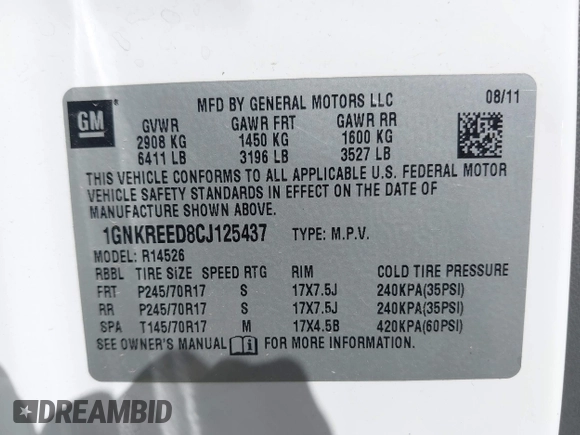 GM
MFD BY GENERAL MOTORS LLC 08/11
GVWR GAWR FRT GAWR RR
2908 KG 1450 KG 1600 KG
6411 LB 3196 LB 3527 LB
THIS VEHICLE CONFORMS TO ALL APPLICABLE U.S. FEDERAL MOTOR
VEHICLE SAFETY STANDARDS IN EFFECT ON THE DATE OF
MANUFACTURE SHOWN ABOVE.
1GNKREED8CJ125437 TYPE: M.P.V.
MODEL: R14526
RBBL TIRE SIZE SPEED RTG RIM COLD TIRE PRESSURE
FRT P245/70R17 S 17X7.5J 240KPA(35PSI)
RR P245/70R17 S 17X7.5J 240KPA(35PSI)
SPA T145/70R17 M 17X4.5B 420KPA(60PSI)
SEE OWNER'S MANUAL FOR MORE INFORMATION.
DREAMBID